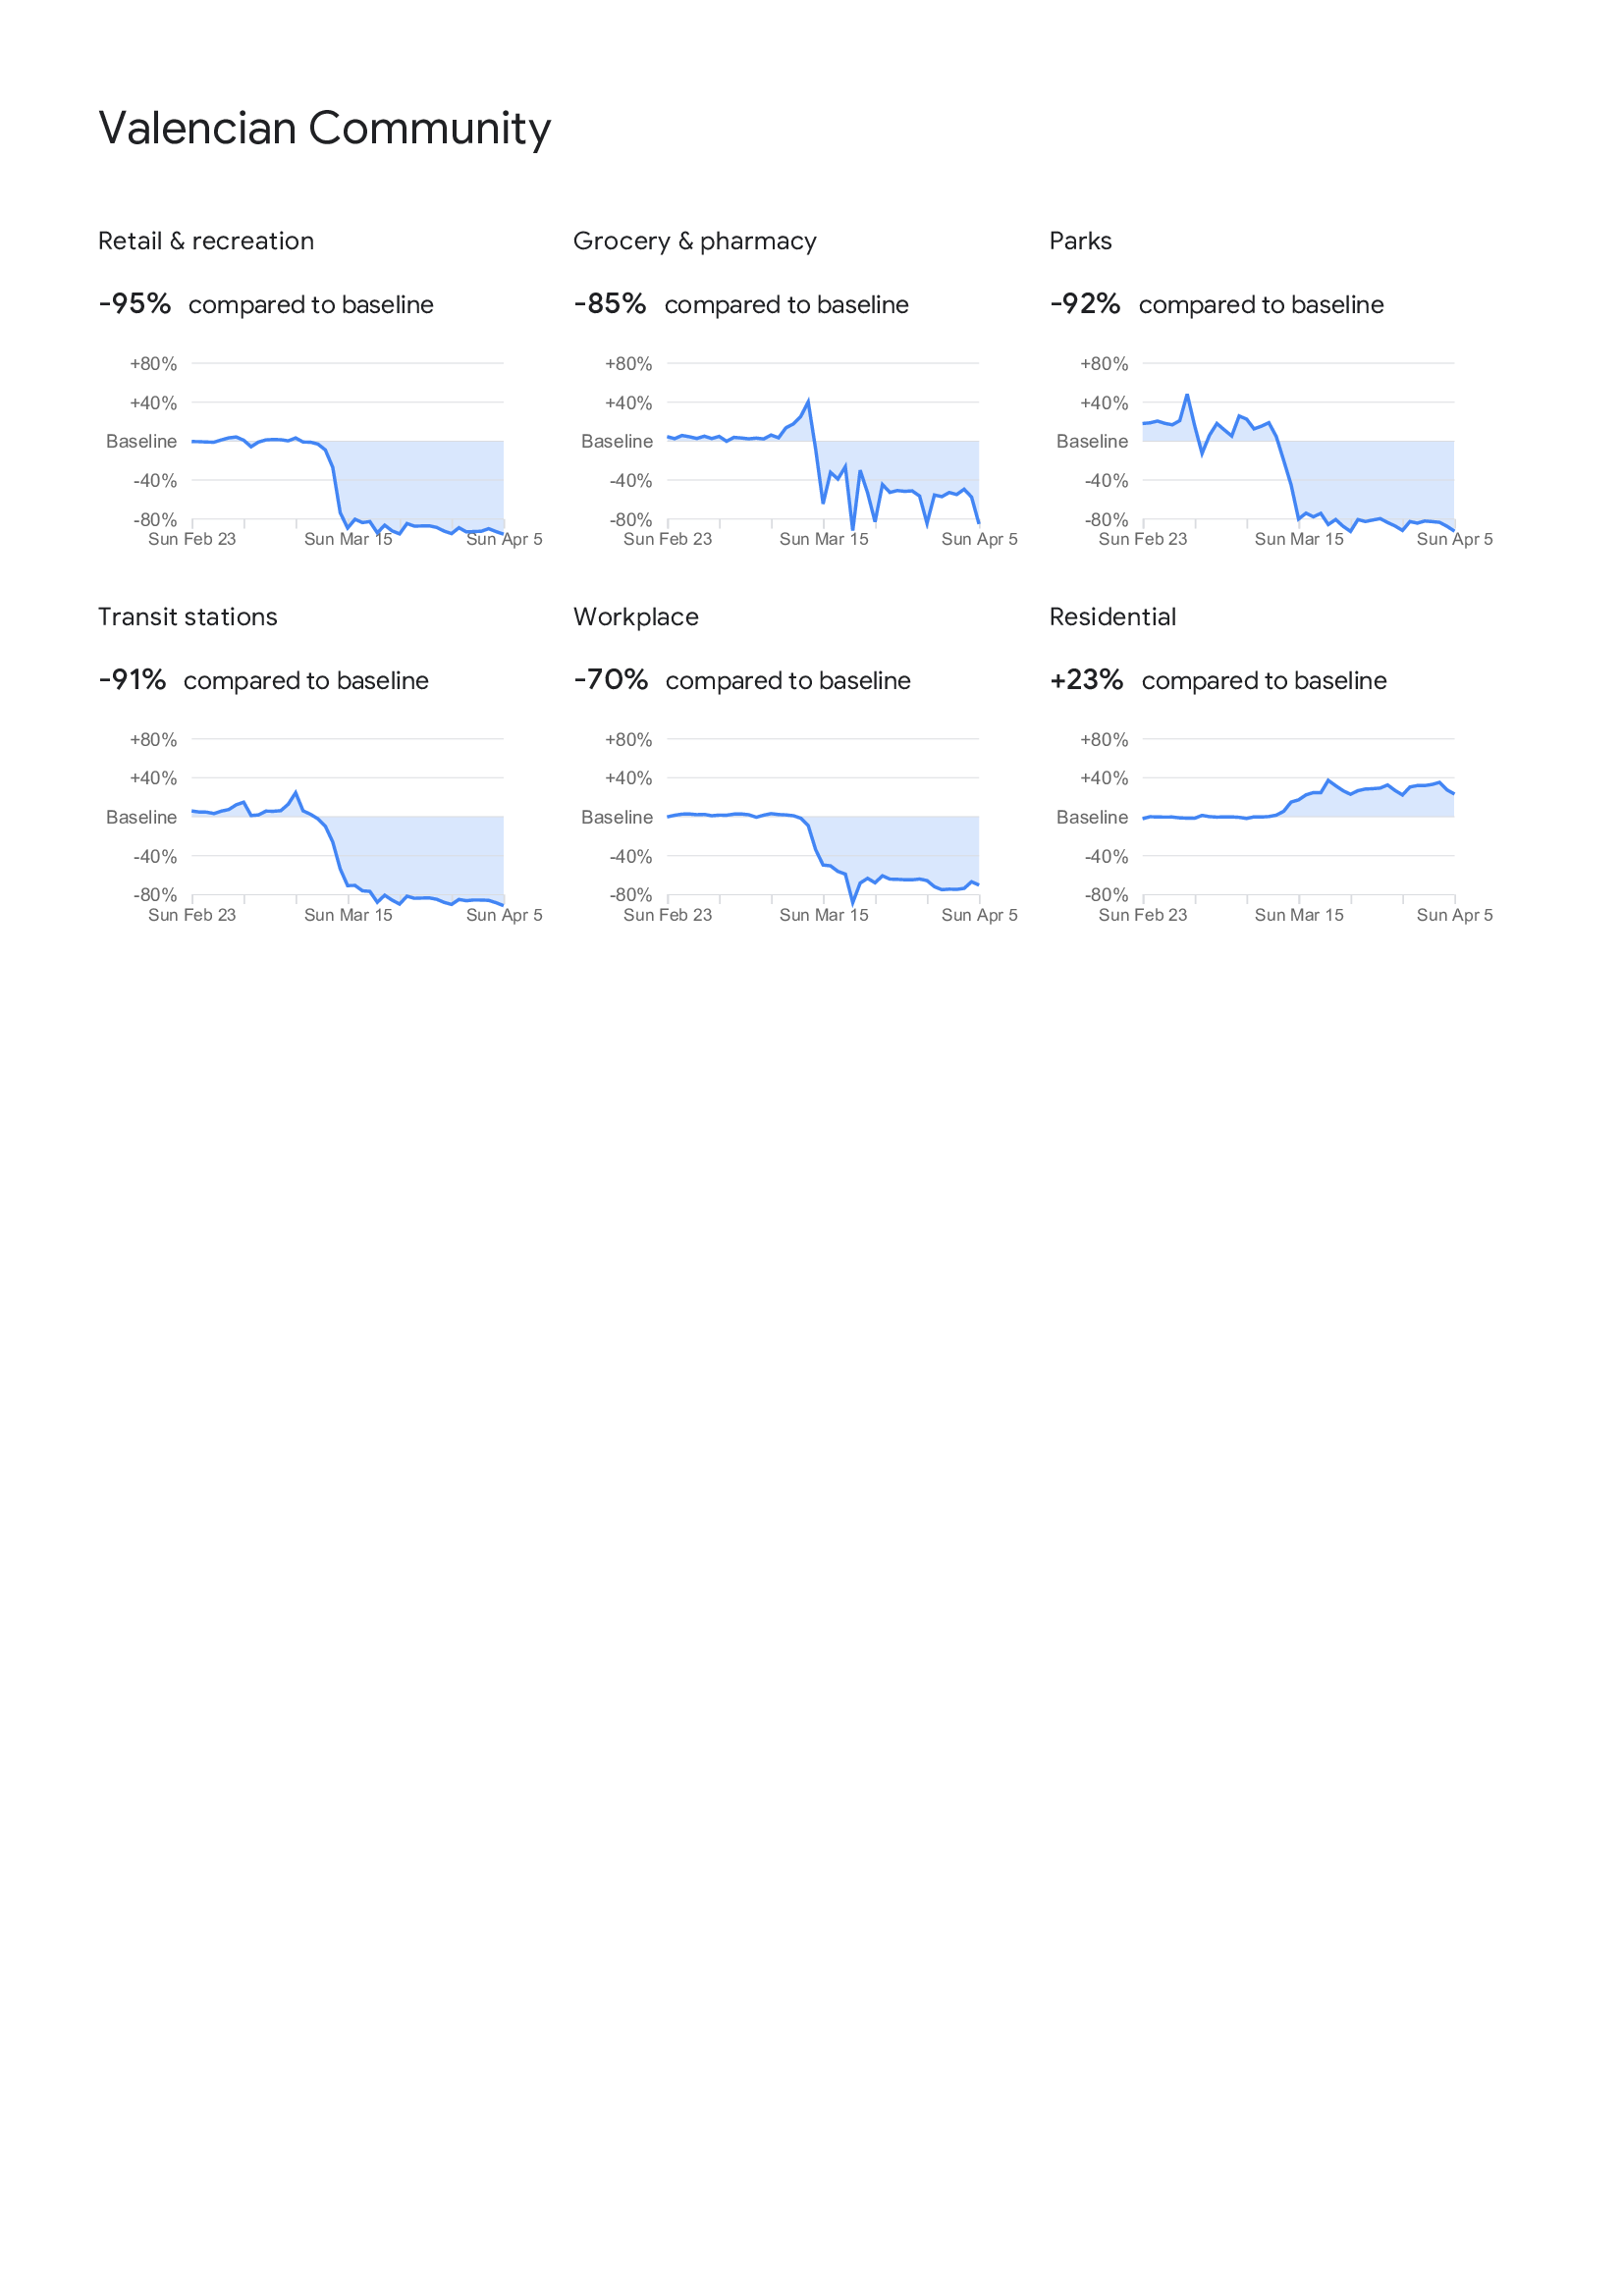 Valencian Community
Retail & recreation
-95% compared to baseline
+80%
+40%
Baseline
-40%
-80%
Sun Feb 23 Sun Mar 15 Sun Apr 5
Grocery & pharmacy
-85% compared to baseline
+80%
+40%
Baseline
-40%
-80%
Sun Feb 23 Sun Mar 15 Sun Apr 5
Parks
-92% compared to baseline
+80%
+40%
Baseline
-40%
-80%
Sun Feb 23 Sun Mar 15 Sun Apr 5
Transit stations
-91% compared to baseline
+80%
+40%
Baseline
-40%
-80%
Sun Feb 23 Sun Mar 15 Sun Apr 5
Workplace
-70% compared to baseline
+80%
+40%
Baseline
-40%
-80%
Sun Feb 23 Sun Mar 15 Sun Apr 5
Residential
+23% compared to baseline
+80%
+40%
Baseline
-40%
-80%
Sun Feb 23 Sun Mar 15 Sun Apr 5